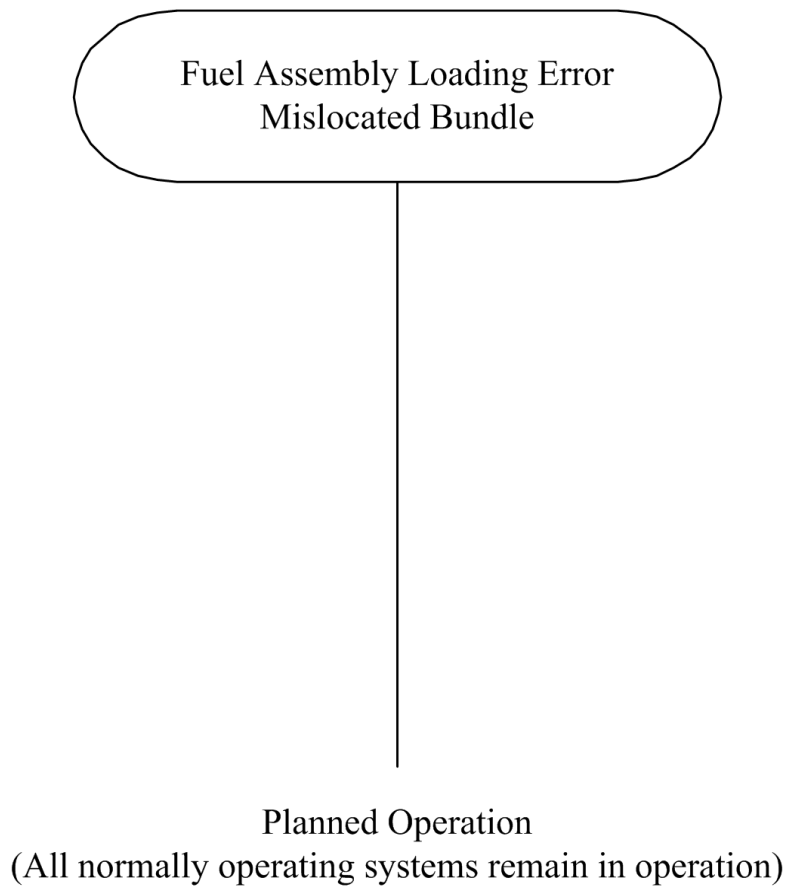 Fuel Assembly Loading Error
Mislocated Bundle
Planned Operation
(All normally operating systems remain in operation)